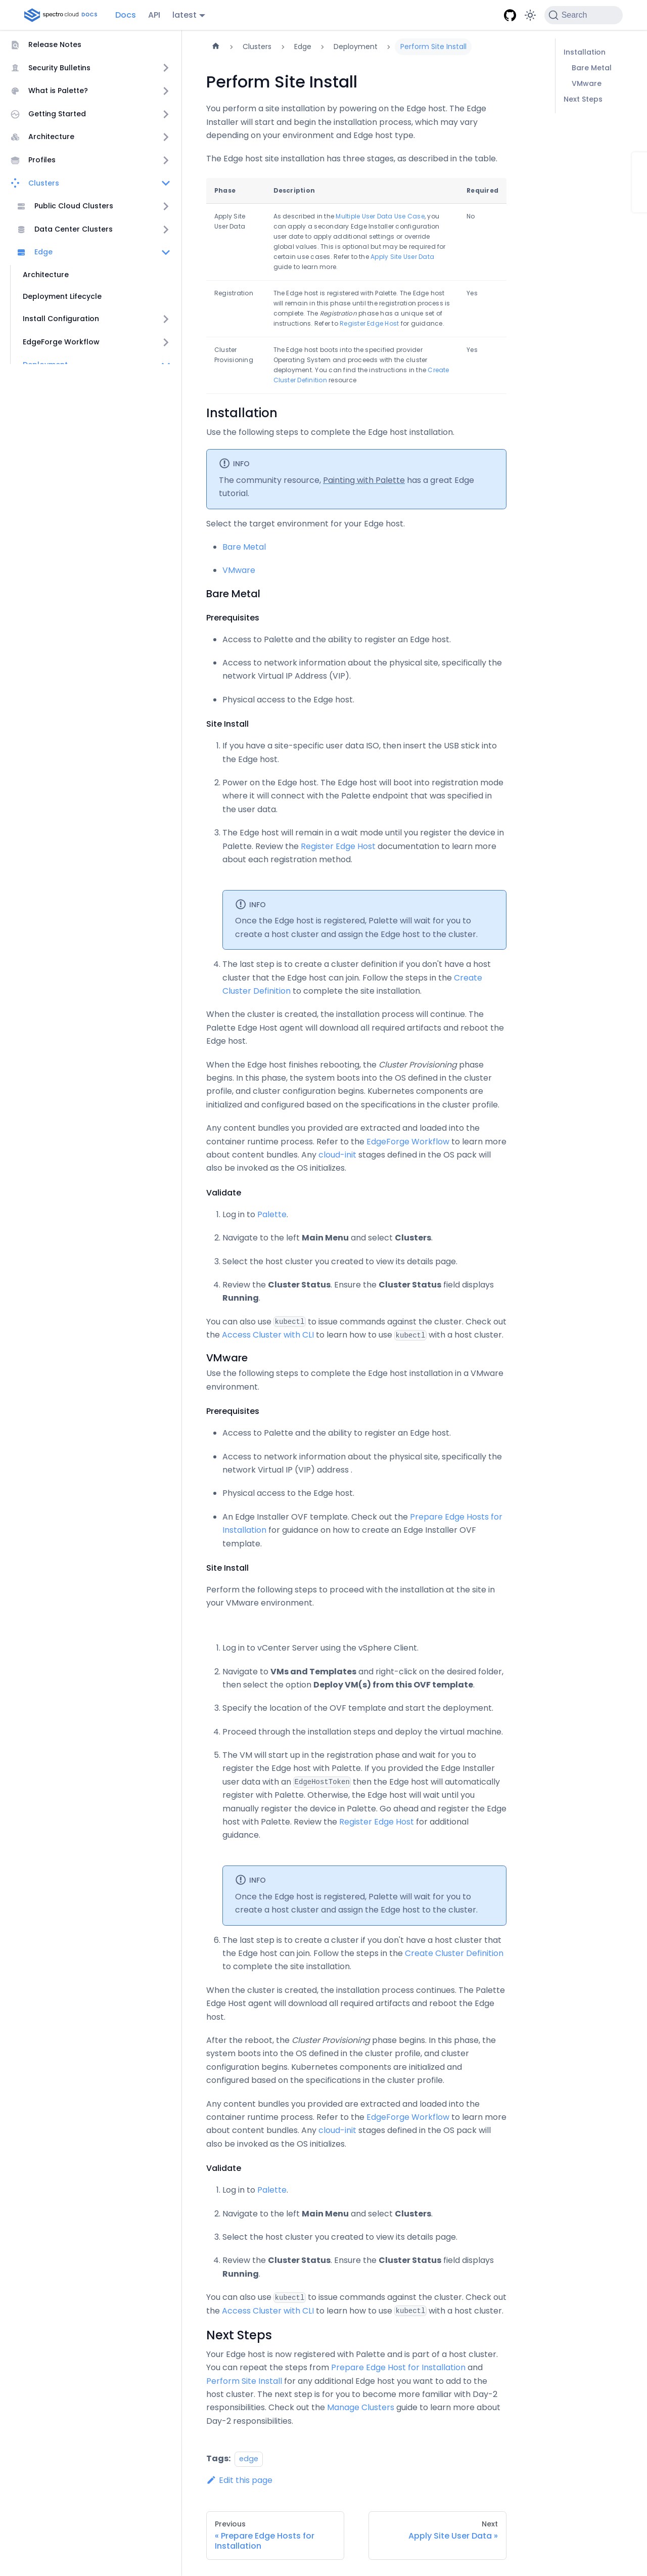 spectro cloud DOCS
Docs
API
latest
Search
Release Notes
Security Bulletins
What is Palette?
Getting Started
Architecture
Profiles
Clusters
Public Cloud Clusters
Data Center Clusters
Edge
Architecture
Deployment Lifecycle
Install Configuration
EdgeForge Workflow
Deployment
Clusters
Edge
Deployment
Perform Site Install
Perform Site Install
You perform a site installation by powering on the Edge host. The Edge
Installer will start and begin the installation process, which may vary
depending on your environment and Edge host type.
The Edge host site installation has three stages, as described in the table.
Phase Description Required
Apply Site
User Data
As described in the Multiple User Data Use Case, you
can apply a secondary Edge Installer configuration
user date to apply additional settings or override
global values. This is optional but may be required for
certain use cases. Refer to the Apply Site User Data
guide to learn more.
No
Registration
The Edge host is registered with Palette. The Edge host
will remain in this phase until the registration process is
complete. The Registration phase has a unique set of
instructions. Refer to Register Edge Host for guidance.
Yes
Cluster
Provisioning
The Edge host boots into the specified provider
Operating System and proceeds with the cluster
deployment. You can find the instructions in the Create
Cluster Definition resource
Yes
Installation
Use the following steps to complete the Edge host installation.
INFO
The community resource, Painting with Palette has a great Edge
tutorial.
Select the target environment for your Edge host.
Bare Metal
VMware
Bare Metal
Prerequisites
Access to Palette and the ability to register an Edge host.
Access to network information about the physical site, specifically the
network Virtual IP Address (VIP).
Physical access to the Edge host.
Site Install
1. If you have a site-specific user data ISO, then insert the USB stick into
the Edge host.
2. Power on the Edge host. The Edge host will boot into registration mode
where it will connect with the Palette endpoint that was specified in
the user data.
3. The Edge host will remain in a wait mode until you register the device in
Palette. Review the Register Edge Host documentation to learn more
about each registration method.
INFO
Once the Edge host is registered, Palette will wait for you to
create a host cluster and assign the Edge host to the cluster.
4. The last step is to create a cluster definition if you don't have a host
cluster that the Edge host can join. Follow the steps in the Create
Cluster Definition to complete the site installation.
When the cluster is created, the installation process will continue. The
Palette Edge Host agent will download all required artifacts and reboot the
Edge host.
When the Edge host finishes rebooting, the Cluster Provisioning phase
begins. In this phase, the system boots into the OS defined in the cluster
profile, and cluster configuration begins. Kubernetes components are
initialized and configured based on the specifications in the cluster profile.
Any content bundles you provided are extracted and loaded into the
container runtime process. Refer to the EdgeForge Workflow to learn more
about content bundles. Any cloud-init stages defined in the OS pack will
also be invoked as the OS initializes.
Validate
1. Log in to Palette.
2. Navigate to the left Main Menu and select Clusters.
3. Select the host cluster you created to view its details page.
4. Review the Cluster Status. Ensure the Cluster Status field displays
Running.
You can also use kubectl to issue commands against the cluster. Check out
the Access Cluster with CLI to learn how to use kubectl with a host cluster.
VMware
Use the following steps to complete the Edge host installation in a VMware
environment.
Prerequisites
Access to Palette and the ability to register an Edge host.
Access to network information about the physical site, specifically the
network Virtual IP (VIP) address .
Physical access to the Edge host.
An Edge Installer OVF template. Check out the Prepare Edge Hosts for
Installation for guidance on how to create an Edge Installer OVF
template.
Site Install
Perform the following steps to proceed with the installation at the site in
your VMware environment.
1. Log in to vCenter Server using the vSphere Client.
2. Navigate to VMs and Templates and right-click on the desired folder,
then select the option Deploy VM(s) from this OVF template.
3. Specify the location of the OVF template and start the deployment.
4. Proceed through the installation steps and deploy the virtual machine.
5. The VM will start up in the registration phase and wait for you to
register the Edge host with Palette. If you provided the Edge Installer
user data with an EdgeHostToken then the Edge host will automatically
register with Palette. Otherwise, the Edge host will wait until you
manually register the device in Palette. Go ahead and register the Edge
host with Palette. Review the Register Edge Host for additional
guidance.
INFO
Once the Edge host is registered, Palette will wait for you to
create a host cluster and assign the Edge host to the cluster.
6. The last step is to create a cluster if you don't have a host cluster that
the Edge host can join. Follow the steps in the Create Cluster Definition
to complete the site installation.
When the cluster is created, the installation process continues. The Palette
Edge Host agent will download all required artifacts and reboot the Edge
host.
After the reboot, the Cluster Provisioning phase begins. In this phase, the
system boots into the OS defined in the cluster profile, and cluster
configuration begins. Kubernetes components are initialized and
configured based on the specifications in the cluster profile.
Any content bundles you provided are extracted and loaded into the
container runtime process. Refer to the EdgeForge Workflow to learn more
about content bundles. Any cloud-init stages defined in the OS pack will
also be invoked as the OS initializes.
Validate
1. Log in to Palette.
2. Navigate to the left Main Menu and select Clusters.
3. Select the host cluster you created to view its details page.
4. Review the Cluster Status. Ensure the Cluster Status field displays
Running.
You can also use kubectl to issue commands against the cluster. Check out
the Access Cluster with CLI to learn how to use kubectl with a host cluster.
Next Steps
Your Edge host is now registered with Palette and is part of a host cluster.
You can repeat the steps from Prepare Edge Host for Installation and
Perform Site Install for any additional Edge host you want to add to the
host cluster. The next step is for you to become more familiar with Day-2
responsibilities. Check out the Manage Clusters guide to learn more about
Day-2 responsibilities.
Tags: edge
Edit this page
Previous
« Prepare Edge Hosts for
Installation
Next
Apply Site User Data »
Installation
Bare Metal
VMware
Next Steps